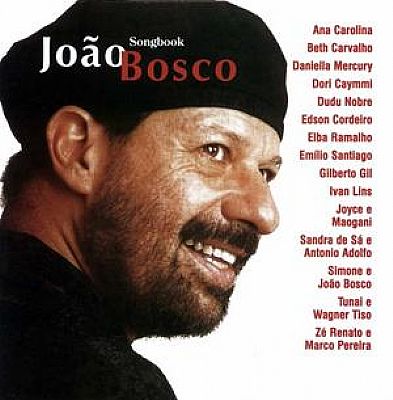 Songbook
João
Bosco
Ana Carolina
Beth Carvalho
Daniella Mercury
Dori Caymmi
Dudu Nobre
Edson Cordeiro
Elba Ramalho
Emílio Santiago
Gilberto Gil
Ivan Lins
Joyce e
Maogani
Sandra de Sá e
Antonio Adolfo
Simone e
João Bosco
Tunai e
Wagner Tiso
Zé Renato e
Marco Pereira